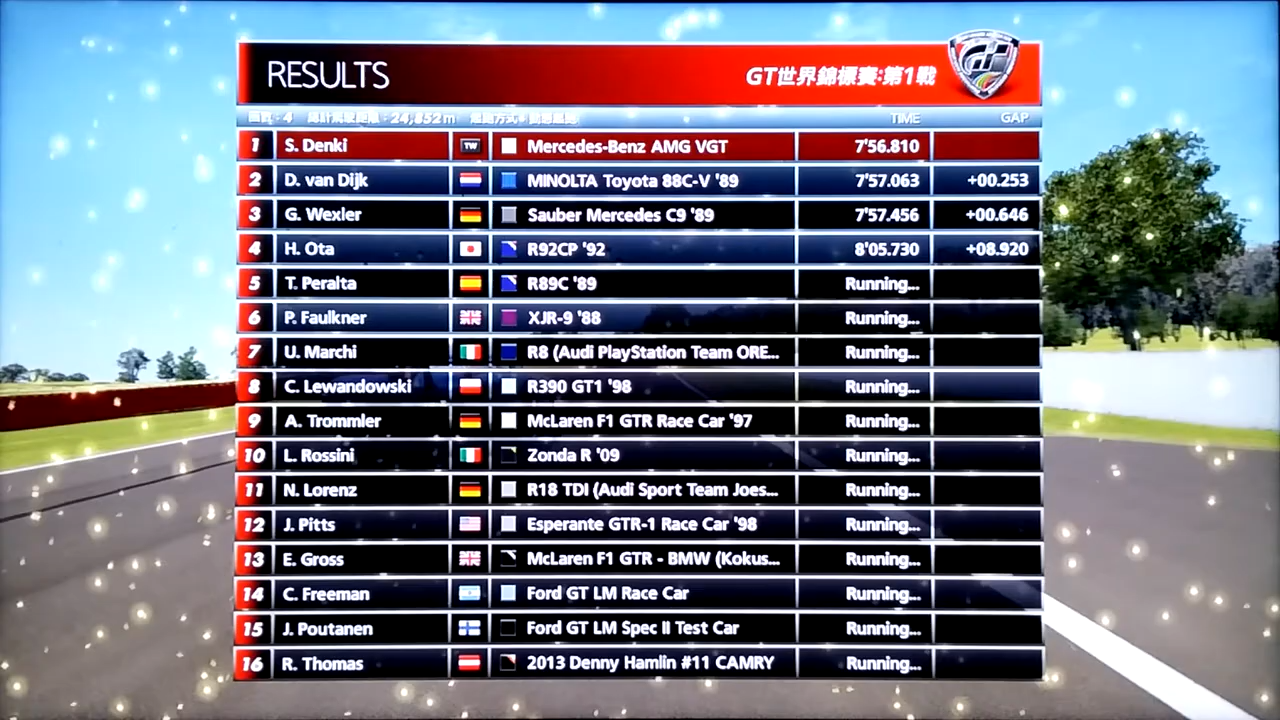 RESULTS
GT世界錦標賽:第1戰
: 4 : 24,852m
TIME GAP
1 S. Denki TW Mercedes-Benz AMG VGT 7'56.810
2 D. van Dijk MINOLTA Toyota 88C-V '89 7'57.063 +00.253
3 G. Wexler Sauber Mercedes C9 '89 7'57.456 +00.646
4 H. Ota R92CP '92 8'05.730 +08.920
5 T. Peralta R89C '89 Running...
6 P. Faulkner XJR-9 '88 Running...
7 U. Marchi R8 (Audi PlayStation Team ORE... Running...
8 C. Lewandowski R390 GT1 '98 Running...
9 A. Trommler McLaren F1 GTR Race Car '97 Running...
10 L. Rossini Zonda R '09 Running...
11 N. Lorenz R18 TDI (Audi Sport Team Joes... Running...
12 J. Pitts Esperante GTR-1 Race Car '98 Running...
13 E. Gross McLaren F1 GTR - BMW (Kokus... Running...
14 C. Freeman Ford GT LM Race Car Running...
15 J. Poutanen Ford GT LM Spec II Test Car Running...
16 R. Thomas 2013 Denny Hamlin #11 CAMRY Running...